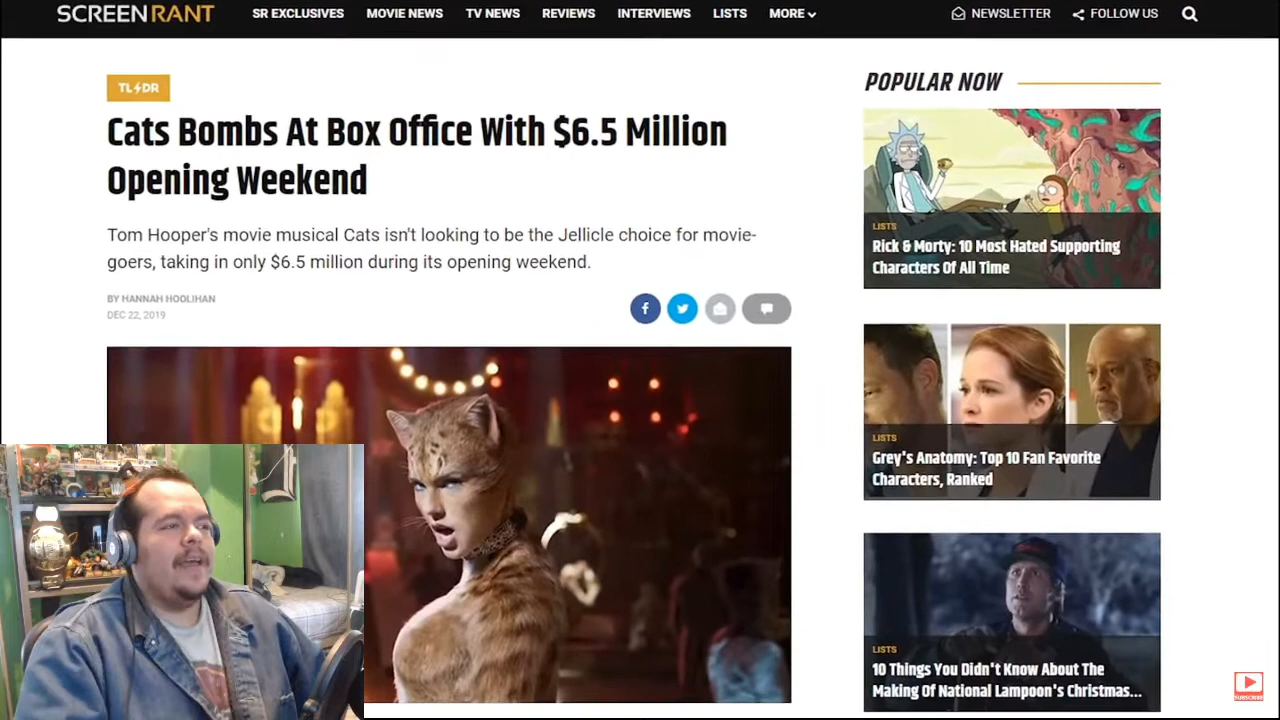 SCREENRANT
SR EXCLUSIVES MOVIE NEWS TV NEWS REVIEWS INTERVIEWS LISTS MORE
NEWSLETTER FOLLOW US
TL DR
Cats Bombs At Box Office With $6.5 Million
Opening Weekend
Tom Hooper's movie musical Cats isn't looking to be the Jellicle choice for movie-
goers, taking in only $6.5 million during its opening weekend.
BY HANNAH HOOLIHAN
DEC 22, 2019
POPULAR NOW
LISTS
Rick & Morty: 10 Most Hated Supporting
Characters Of All Time
LISTS
Grey's Anatomy: Top 10 Fan Favorite
Characters, Ranked
LISTS
10 Things You Didn't Know About The
Making Of National Lampoon's Christmas...
SUBSCRIBE